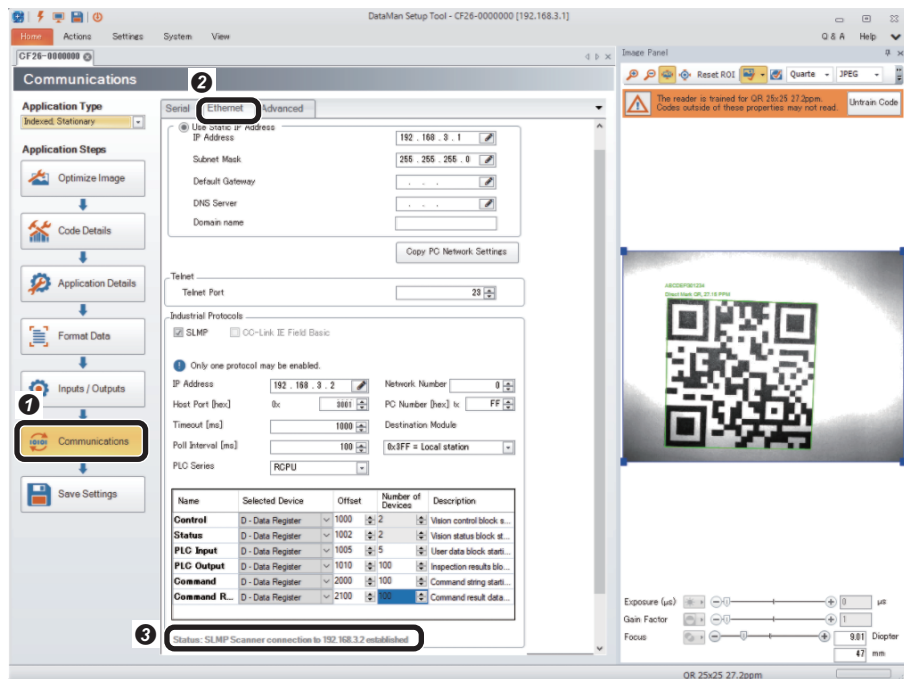 DataMan Setup Tool - CF26-0000000 [192.168.3.1]
Home Actions Settings System View Q & A Help
CF26-0000000
Communications
Application Type
Indexed, Stationary
Application Steps
Optimize Image
Code Details
Application Details
Format Data
Inputs / Outputs
1
Communications
Save Settings
2
Serial Ethernet Advanced
Use Static IP Address
IP Address 192 . 168 . 3 . 1
Subnet Mask 255 . 255 . 255 . 0
Default Gateway . . .
DNS Server . . .
Domain name
Copy PC Network Settings
Telnet
Telnet Port 23
Industrial Protocols
SLMP CC-Link IE Field Basic
Only one protocol may be enabled.
IP Address 192 . 168 . 3 . 2 Network Number 0
Host Port [hex] 0x 3001 PC Number [hex] 0x FF
Timeout [ms] 1000 Destination Module
Poll Interval [ms] 100 0x3FF = Local station
PLC Series RCPU
Name Selected Device Offset Number of Devices Description
Control D - Data Register 1000 2 Vision control block s...
Status D - Data Register 1002 2 Vision status block st...
PLC Input D - Data Register 1005 5 User data block starti...
PLC Output D - Data Register 1010 100 Inspection results blo...
Command D - Data Register 2000 100 Command string starti...
Command R... D - Data Register 2100 100 Command result data...
3
Status: SLMP Scanner connection to 192.168.3.2 established
Image Panel
Reset ROI Quarte JPEG
The reader is trained for QR 25x25 27.2ppm.
Codes outside of these properties may not read.
Untrain Code
ABCDEF001234
Direct Mark QR, 27.18 PPM
Exposure (μs) 0 μs
Gain Factor 1
Focus 9.01 Diopter
47 mm
QR 25x25 27.2ppm